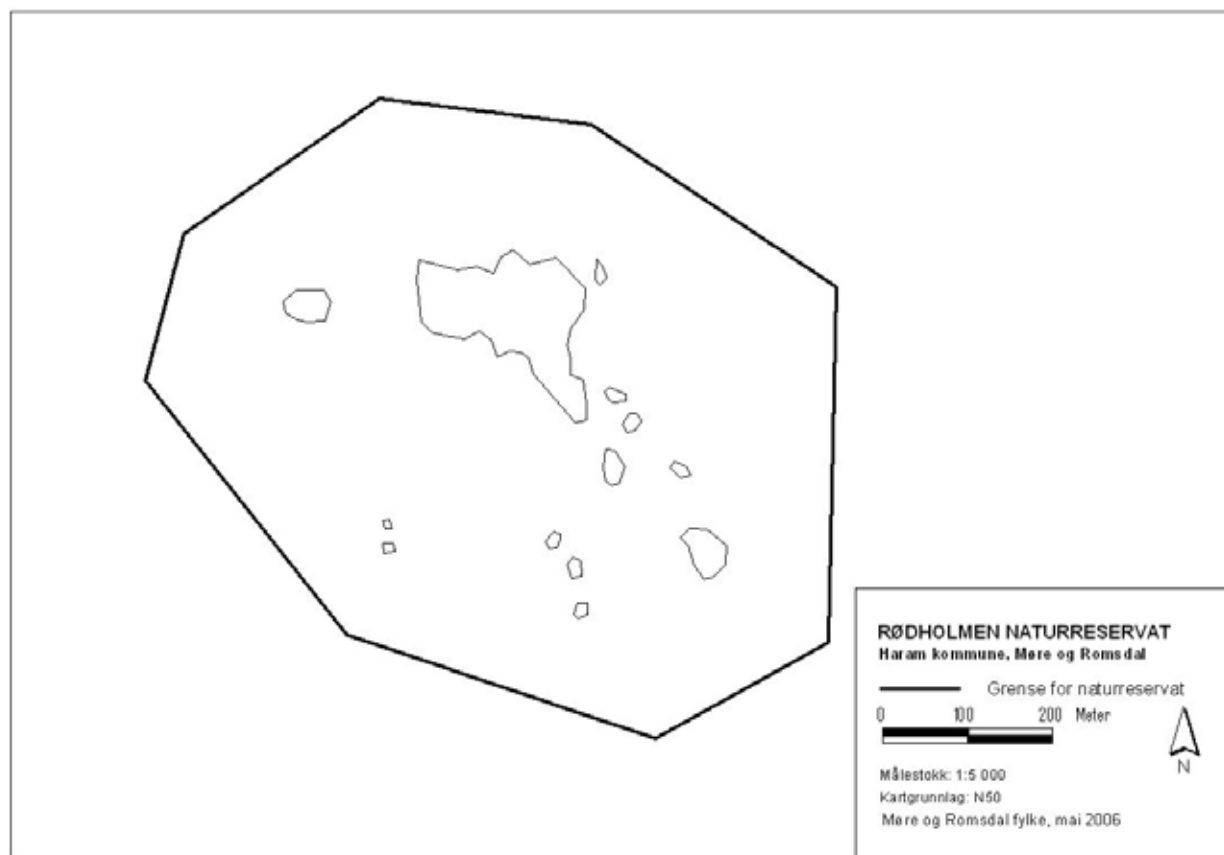 RØDHOLMEN NATURRESERVAT
Haram kommune, Møre og Romsdal
Grense for naturreservat
0 100 200 Meter
N
Målestokk: 1:5 000
Kartgrunnlag: N50
Møre og Romsdal fylke, mai 2006